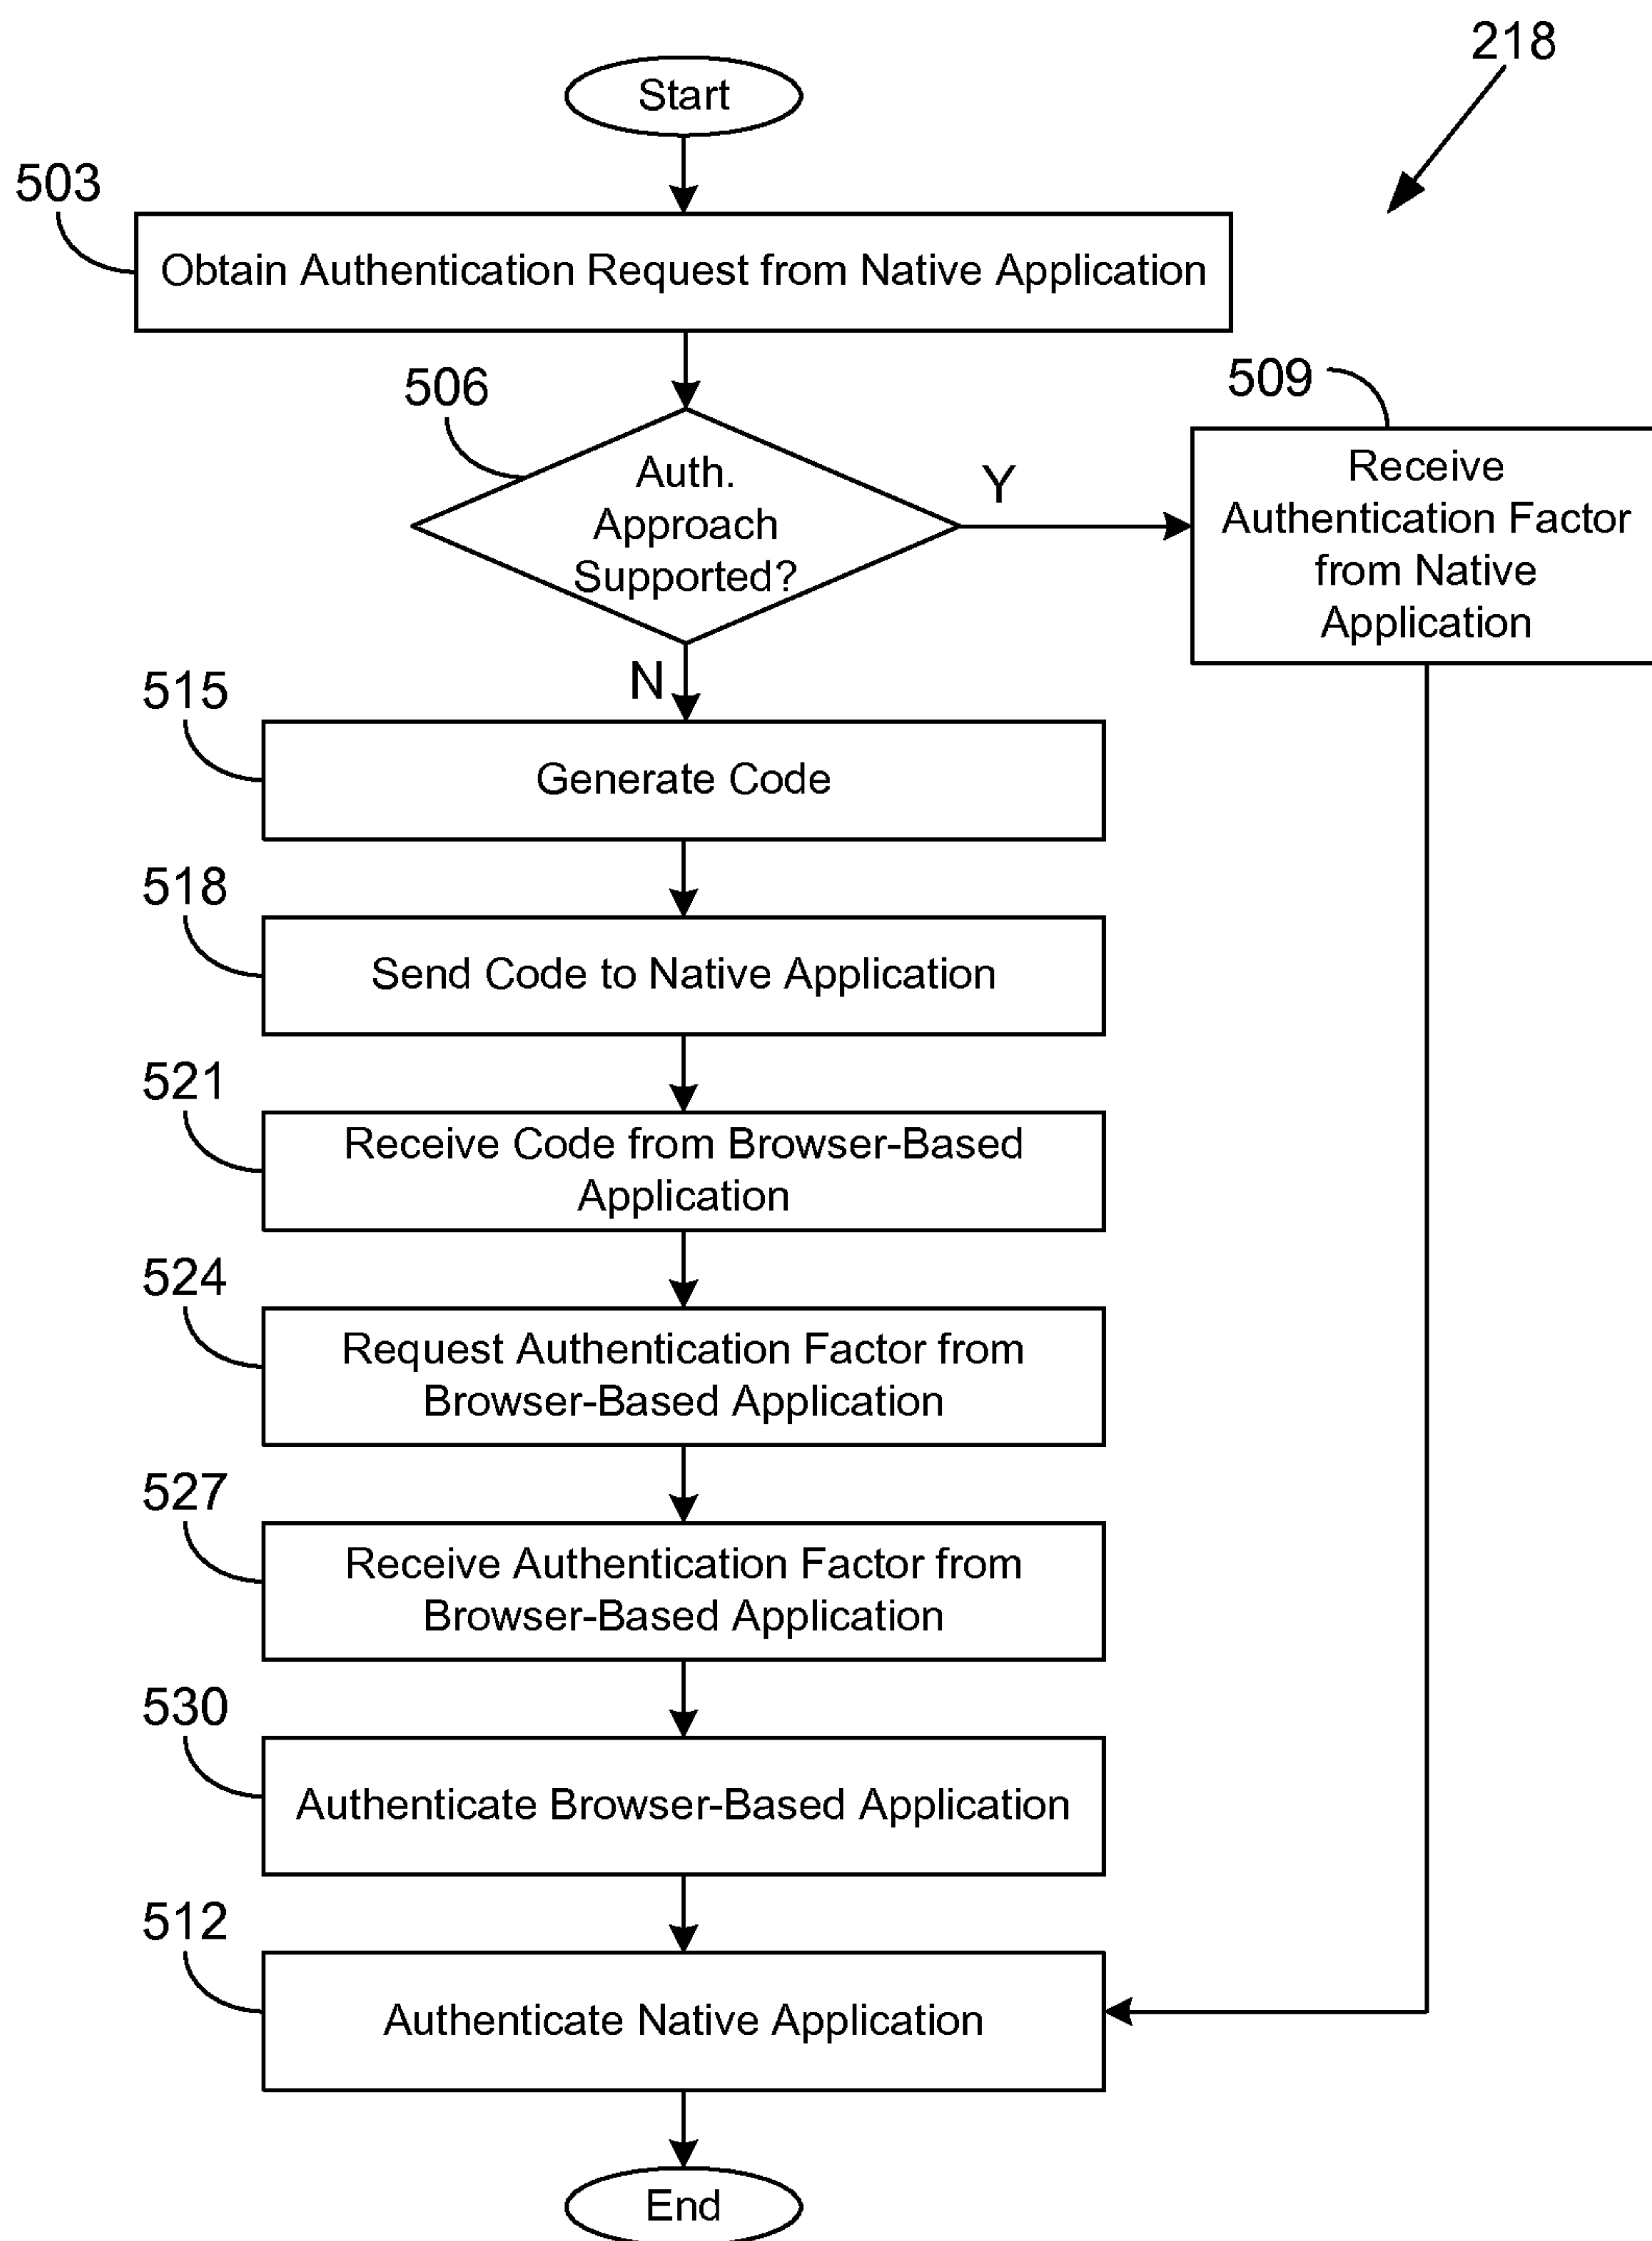 218
Start
503
Obtain Authentication Request from Native Application
506
Auth.
Approach
Supported?
Y
509
Receive
Authentication Factor
from Native
Application
N
515
Generate Code
518
Send Code to Native Application
521
Receive Code from Browser-Based
Application
524
Request Authentication Factor from
Browser-Based Application
527
Receive Authentication Factor from
Browser-Based Application
530
Authenticate Browser-Based Application
512
Authenticate Native Application
End